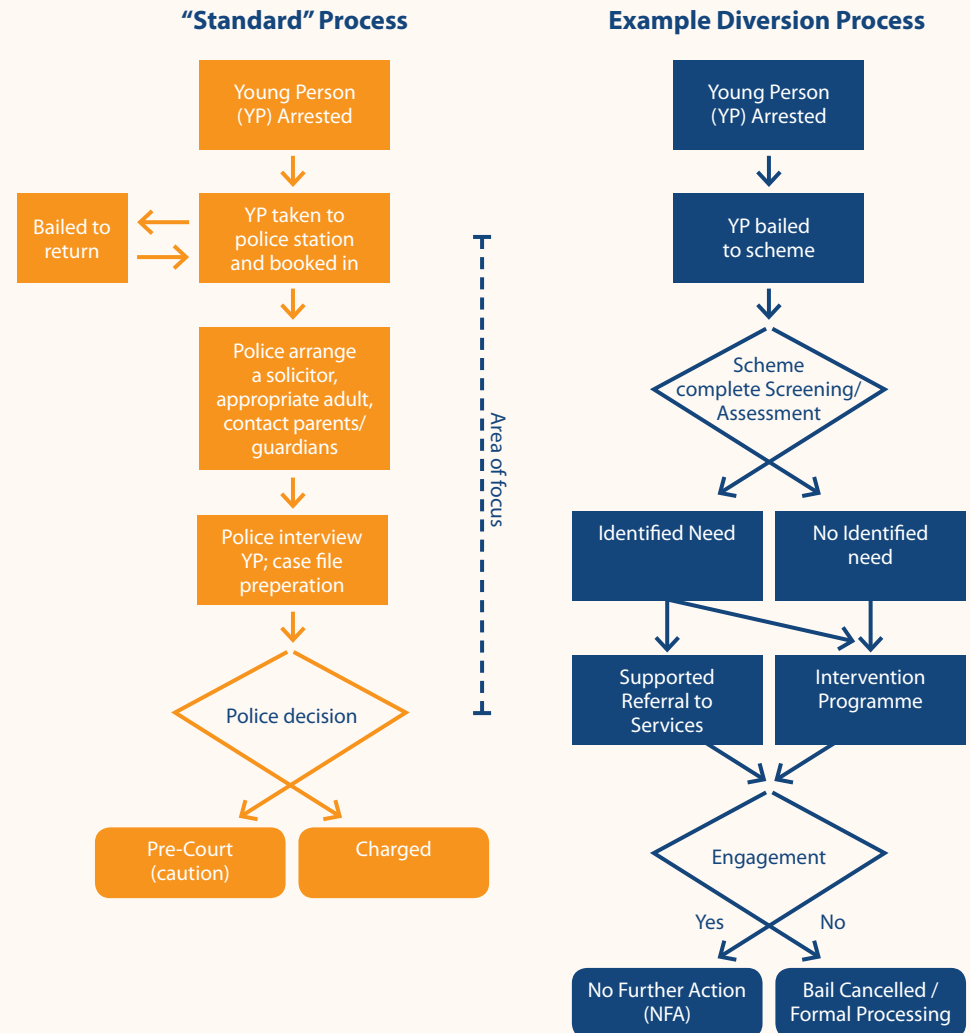 “Standard” Process
Young Person
(YP) Arrested
Bailed to
return
YP taken to
police station
and booked in
Police arrange
a solicitor,
appropriate adult,
contact parents/
guardians
Police interview
YP; case file
preperation
Police decision
Pre-Court
(caution)
Charged
Area of focus
Example Diversion Process
Young Person
(YP) Arrested
YP bailed
to scheme
Scheme
complete Screening/
Assessment
Identified Need
No Identified
need
Supported
Referral to
Services
Intervention
Programme
Engagement
Yes
No
No Further Action
(NFA)
Bail Cancelled /
Formal Processing